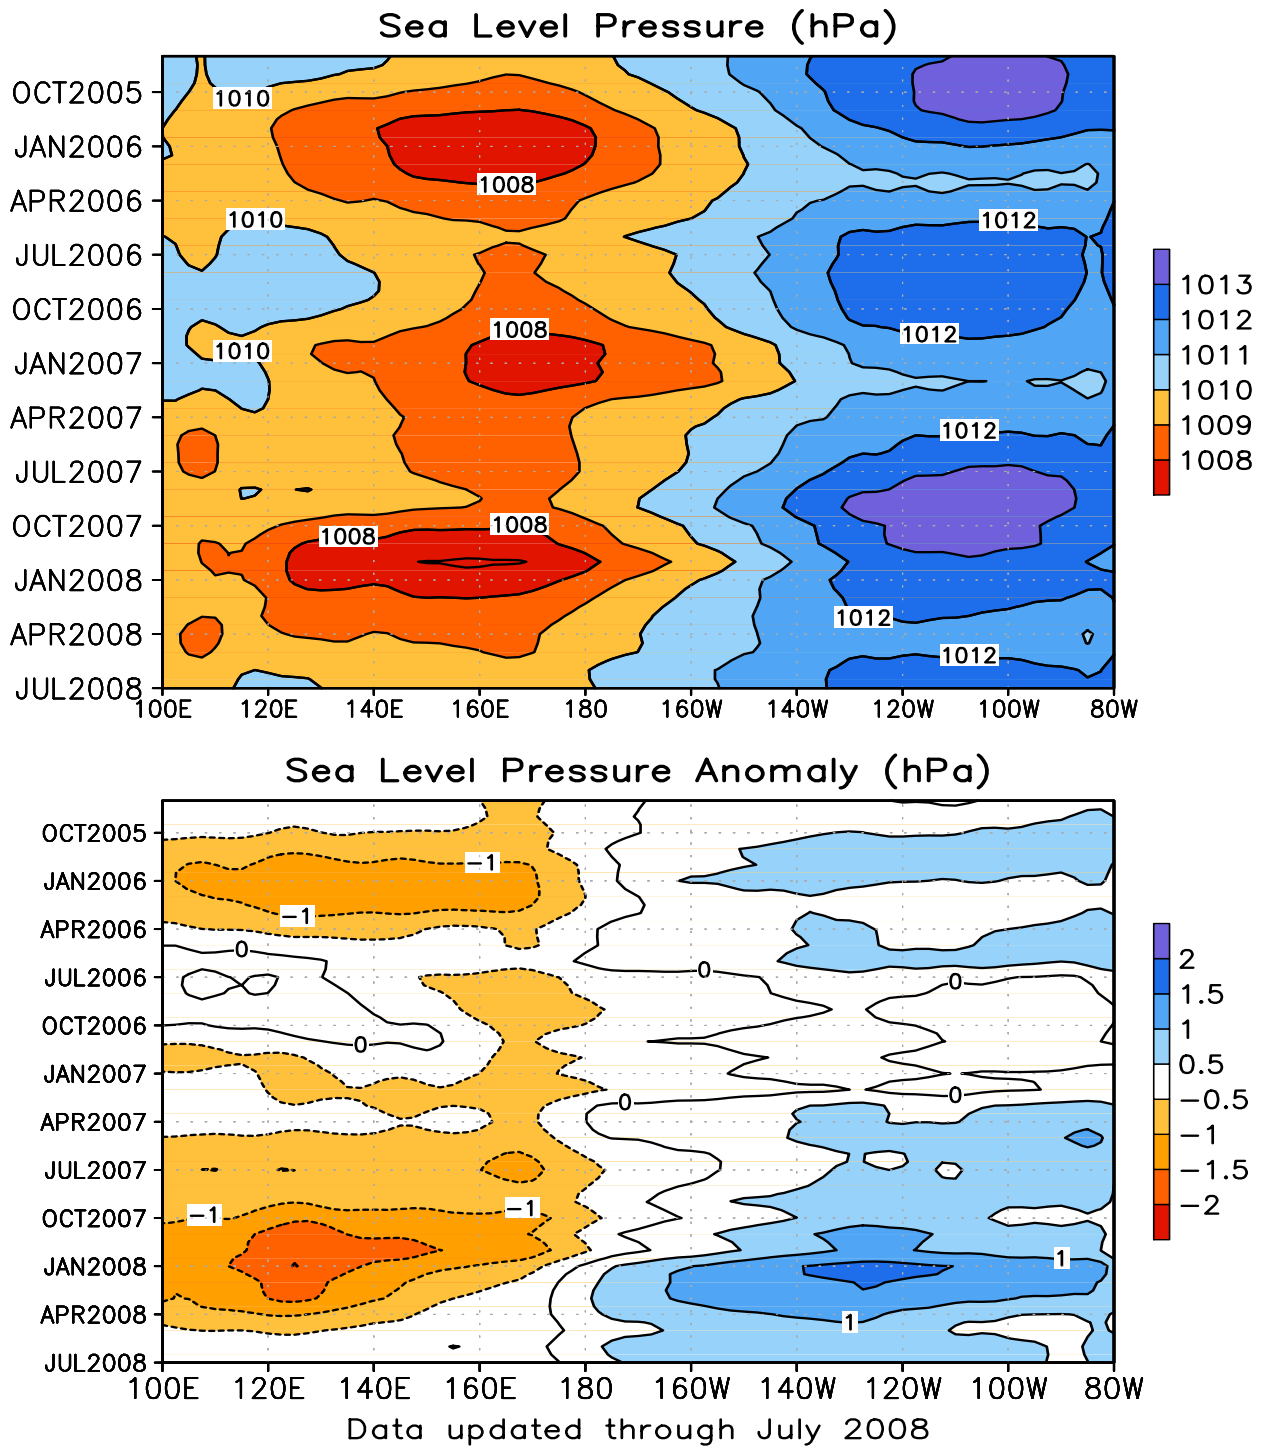 Sea Level Pressure (hPa)
OCT2005
JAN2006
APR2006
JUL2006
OCT2006
JAN2007
APR2007
JUL2007
OCT2007
JAN2008
APR2008
JUL2008
1010
1008
1010
1012
1008
1012
1010
1012
1008
1008
1012
1012
100E 120E 140E 160E 180 160W 140W 120W 100W 80W
1013
1012
1011
1010
1009
1008
Sea Level Pressure Anomaly (hPa)
OCT2005
JAN2006
APR2006
JUL2006
OCT2006
JAN2007
APR2007
JUL2007
OCT2007
JAN2008
APR2008
JUL2008
−1
−1
0
0
0
0
0
0
−1
−1
1
1
100E 120E 140E 160E 180 160W 140W 120W 100W 80W
2
1.5
1
0.5
−0.5
−1
−1.5
−2
Data updated through July 2008